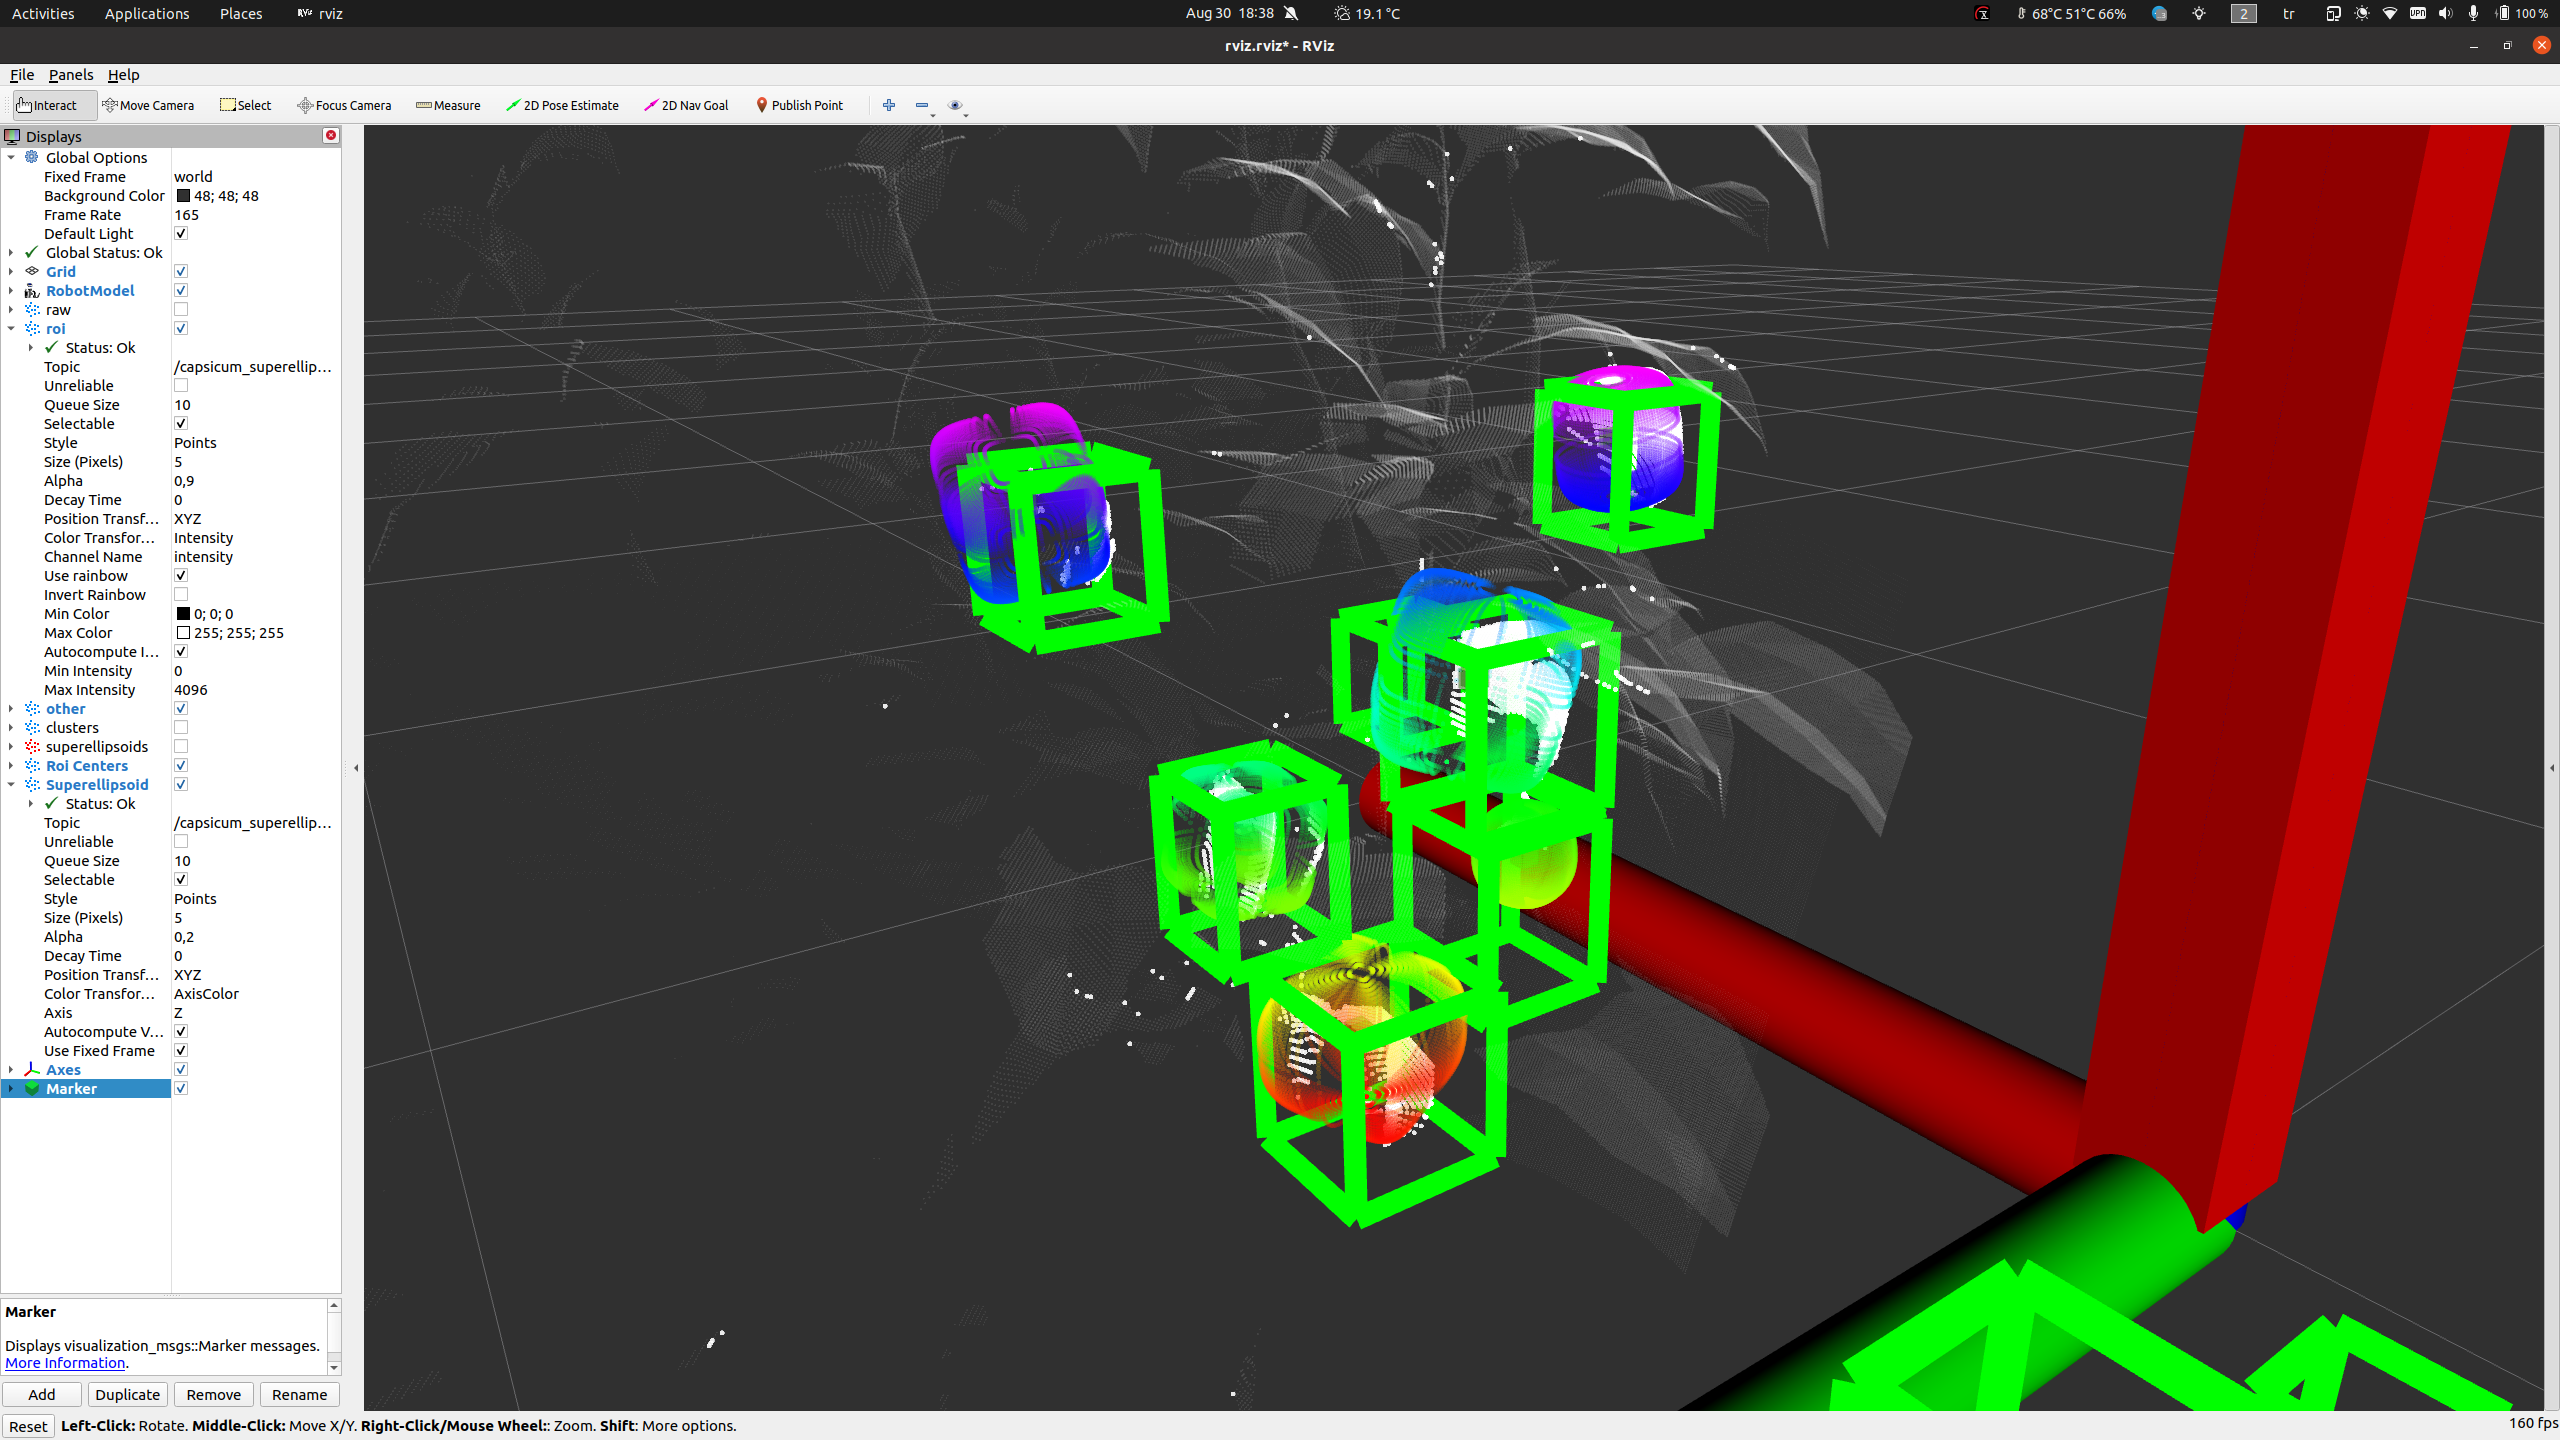 Activities Applications Places RViz rviz Aug 30 18:38 19.1 °C 68°C 51°C 66% 2 tr VPN 100 %
rviz.rviz* - RViz
File Panels Help
Interact Move Camera Select Focus Camera Measure 2D Pose Estimate 2D Nav Goal Publish Point
Displays
Global Options
Fixed Frame world
Background Color 48; 48; 48
Frame Rate 165
Default Light
Global Status: Ok
Grid
RobotModel
raw
roi
Status: Ok
Topic /capsicum_superellip...
Unreliable
Queue Size 10
Selectable
Style Points
Size (Pixels) 5
Alpha 0,9
Decay Time 0
Position Transf... XYZ
Color Transfor... Intensity
Channel Name intensity
Use rainbow
Invert Rainbow
Min Color 0; 0; 0
Max Color 255; 255; 255
Autocompute I...
Min Intensity 0
Max Intensity 4096
other
clusters
superellipsoids
Roi Centers
Superellipsoid
Status: Ok
Topic /capsicum_superellip...
Unreliable
Queue Size 10
Selectable
Style Points
Size (Pixels) 5
Alpha 0,2
Decay Time 0
Position Transf... XYZ
Color Transfor... AxisColor
Axis Z
Autocompute V...
Use Fixed Frame
Axes
Marker
Marker
Displays visualization_msgs::Marker messages.
More Information.
Add Duplicate Remove Rename
Reset Left-Click: Rotate. Middle-Click: Move X/Y. Right-Click/Mouse Wheel:: Zoom. Shift: More options. 160 fps